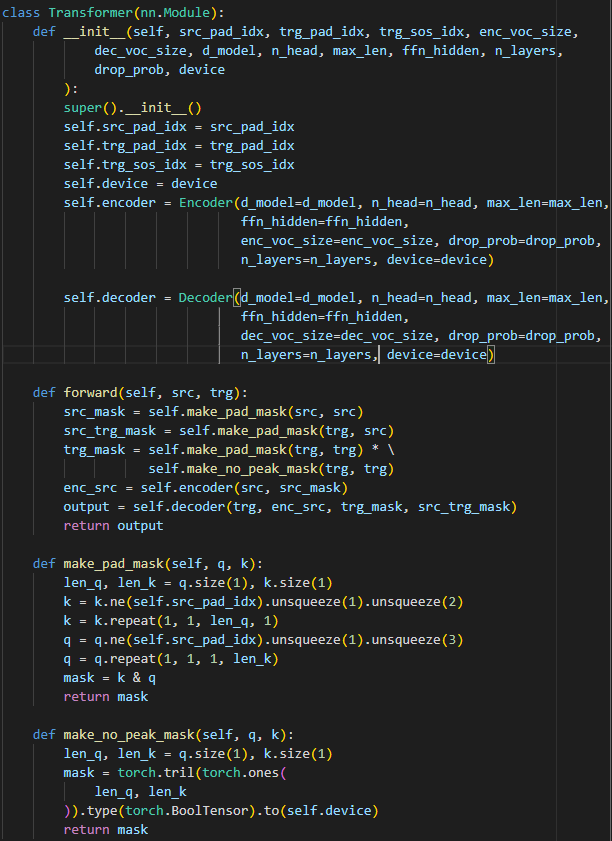 class Transformer(nn.Module):
    def __init__(self, src_pad_idx, trg_pad_idx, trg_sos_idx, enc_voc_size,
            dec_voc_size, d_model, n_head, max_len, ffn_hidden, n_layers,
            drop_prob, device
        ):
        super().__init__()
        self.src_pad_idx = src_pad_idx
        self.trg_pad_idx = trg_pad_idx
        self.trg_sos_idx = trg_sos_idx
        self.device = device
        self.encoder = Encoder(d_model=d_model, n_head=n_head, max_len=max_len,
                               ffn_hidden=ffn_hidden,
                               enc_voc_size=enc_voc_size, drop_prob=drop_prob,
                               n_layers=n_layers, device=device)

        self.decoder = Decoder(d_model=d_model, n_head=n_head, max_len=max_len,
                               ffn_hidden=ffn_hidden,
                               dec_voc_size=dec_voc_size, drop_prob=drop_prob,
                               n_layers=n_layers, device=device)

    def forward(self, src, trg):
        src_mask = self.make_pad_mask(src, src)
        src_trg_mask = self.make_pad_mask(trg, src)
        trg_mask = self.make_pad_mask(trg, trg) * \
                   self.make_no_peak_mask(trg, trg)
        enc_src = self.encoder(src, src_mask)
        output = self.decoder(trg, enc_src, trg_mask, src_trg_mask)
        return output

    def make_pad_mask(self, q, k):
        len_q, len_k = q.size(1), k.size(1)
        k = k.ne(self.src_pad_idx).unsqueeze(1).unsqueeze(2)
        k = k.repeat(1, 1, len_q, 1)
        q = q.ne(self.src_pad_idx).unsqueeze(1).unsqueeze(3)
        q = q.repeat(1, 1, 1, len_k)
        mask = k & q
        return mask

    def make_no_peak_mask(self, q, k):
        len_q, len_k = q.size(1), k.size(1)
        mask = torch.tril(torch.ones(
            len_q, len_k
        )).type(torch.BoolTensor).to(self.device)
        return mask